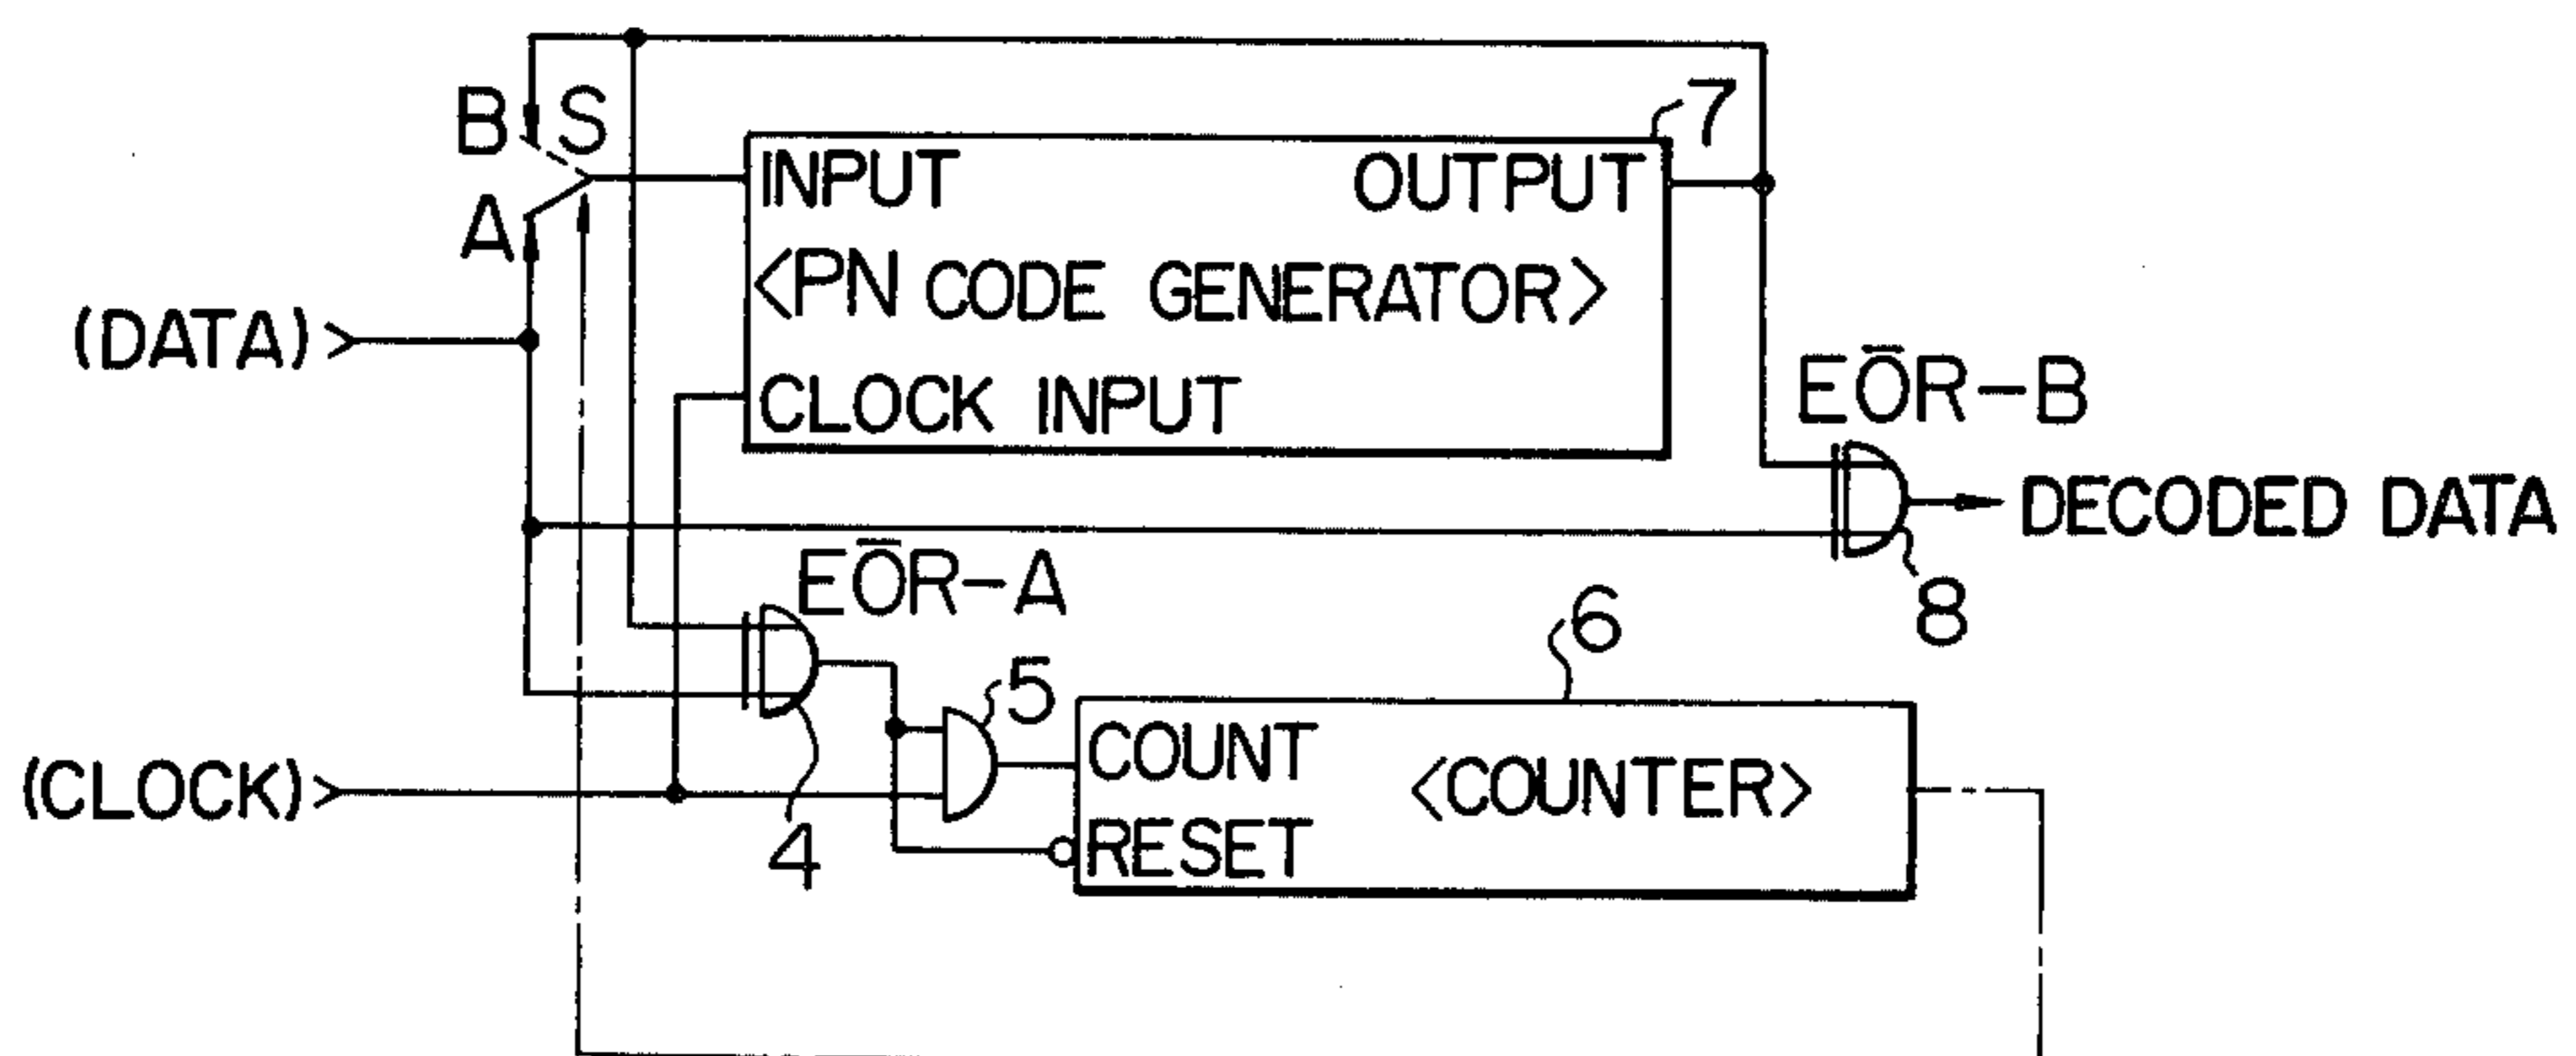 B S
A
7
INPUT OUTPUT
<PN CODE GENERATOR>
CLOCK INPUT
(DATA)
EŌR-B
DECODED DATA
8
EŌR-A
4
5
6
COUNT <COUNTER>
RESET
(CLOCK)